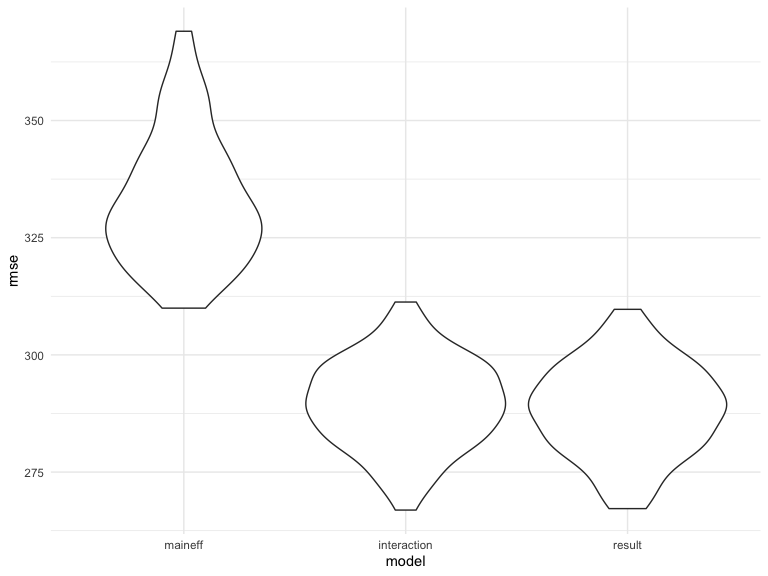 rmse
350
325
300
275
maineff
interaction
result
model